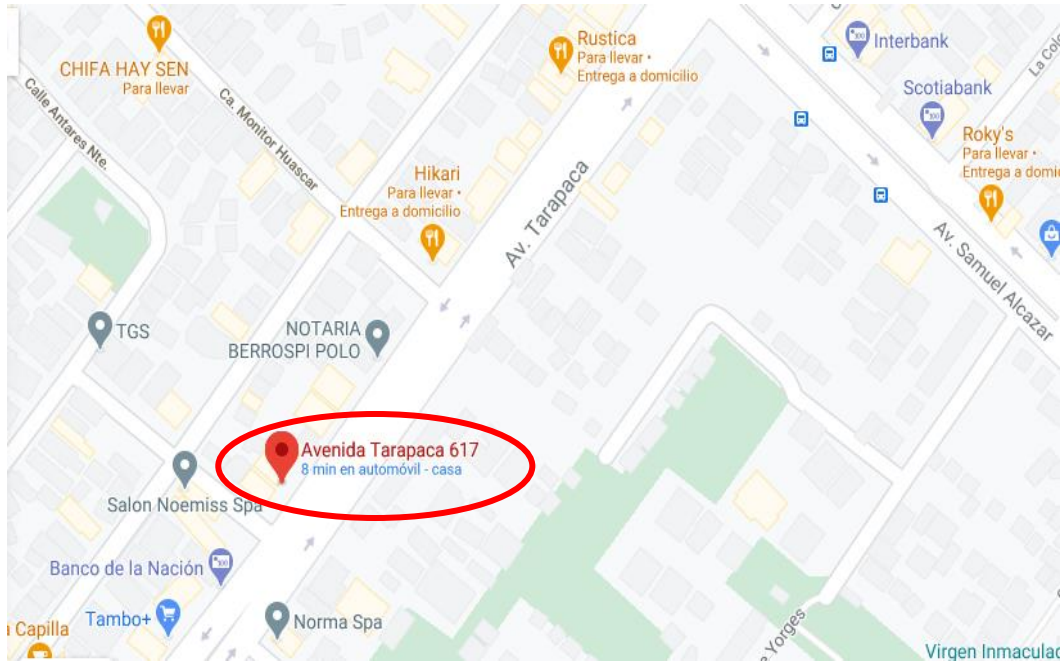 Rustica
Para llevar •
Entrega a domicilio
Interbank
CHIFA HAY SEN
Para llevar
Scotiabank
Calle Antares Nte.
Ca. Monitor Huascar
Roky's
Para llevar •
Entrega a domi
Hikari
Para llevar •
Entrega a domicilio
Av. Tarapaca
Av. Samuel Alcazar
TGS
NOTARIA
BERROSPI POLO
Avenida Tarapaca 617
8 min en automóvil - casa
Salon Noemiss Spa
Banco de la Nación
Tambo+
Norma Spa
Capilla
Yorges
Virgen Inmaculad